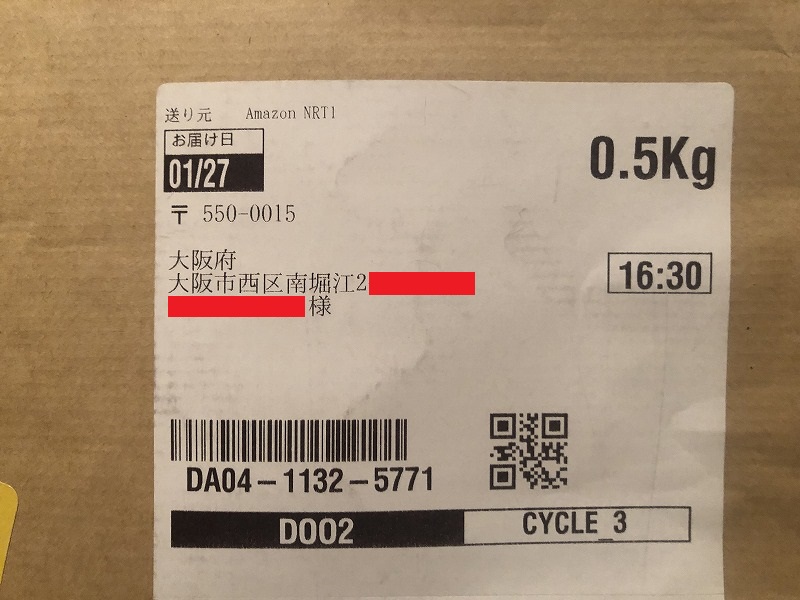 送り元 Amazon NRT1
お届け日
01/27
0.5Kg
〒 550-0015
大阪府
大阪市西区南堀江2
様
16:30
DA04-1132-5771
D002
CYCLE_3